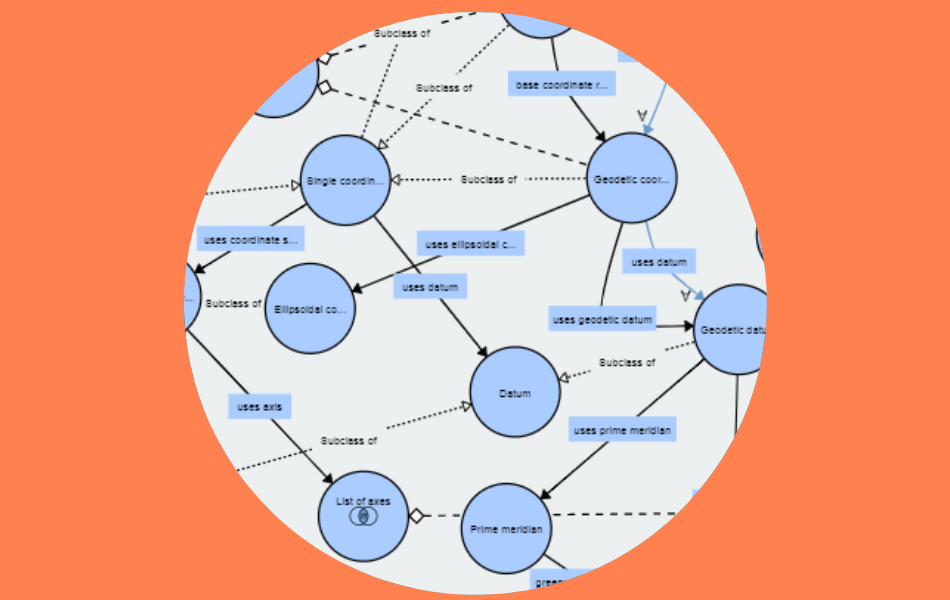 Subclass of
Subclass of
base coordinate r...
Single coordin...
Subclass of
Geodetic coor...
uses coordinate s...
uses ellipsoidal c...
uses datum
uses datum
Subclass of
Ellipsoidal co...
uses geodetic datum
Geodetic datu
Subclass of
Datum
uses axis
uses prime meridian
Subclass of
List of axes
Prime meridian